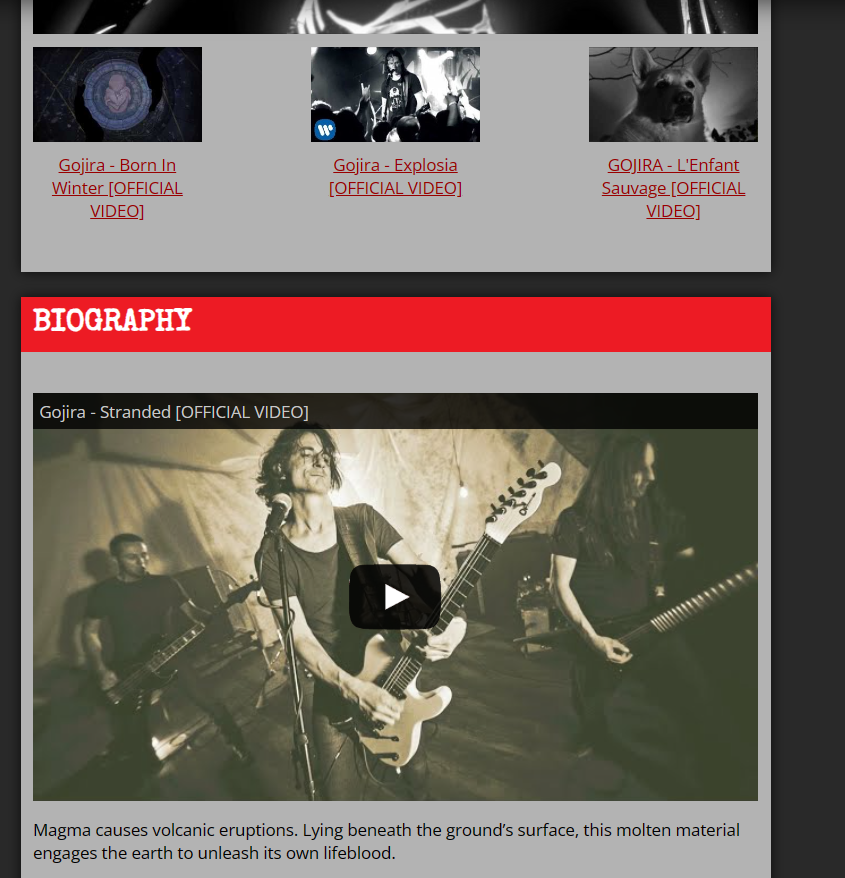 Gojira - Born In
Winter [OFFICIAL
VIDEO]
Gojira - Explosia
[OFFICIAL VIDEO]
GOJIRA - L'Enfant
Sauvage [OFFICIAL
VIDEO]
BIOGRAPHY
Gojira - Stranded [OFFICIAL VIDEO]
Magma causes volcanic eruptions. Lying beneath the ground’s surface, this molten material
engages the earth to unleash its own lifeblood.